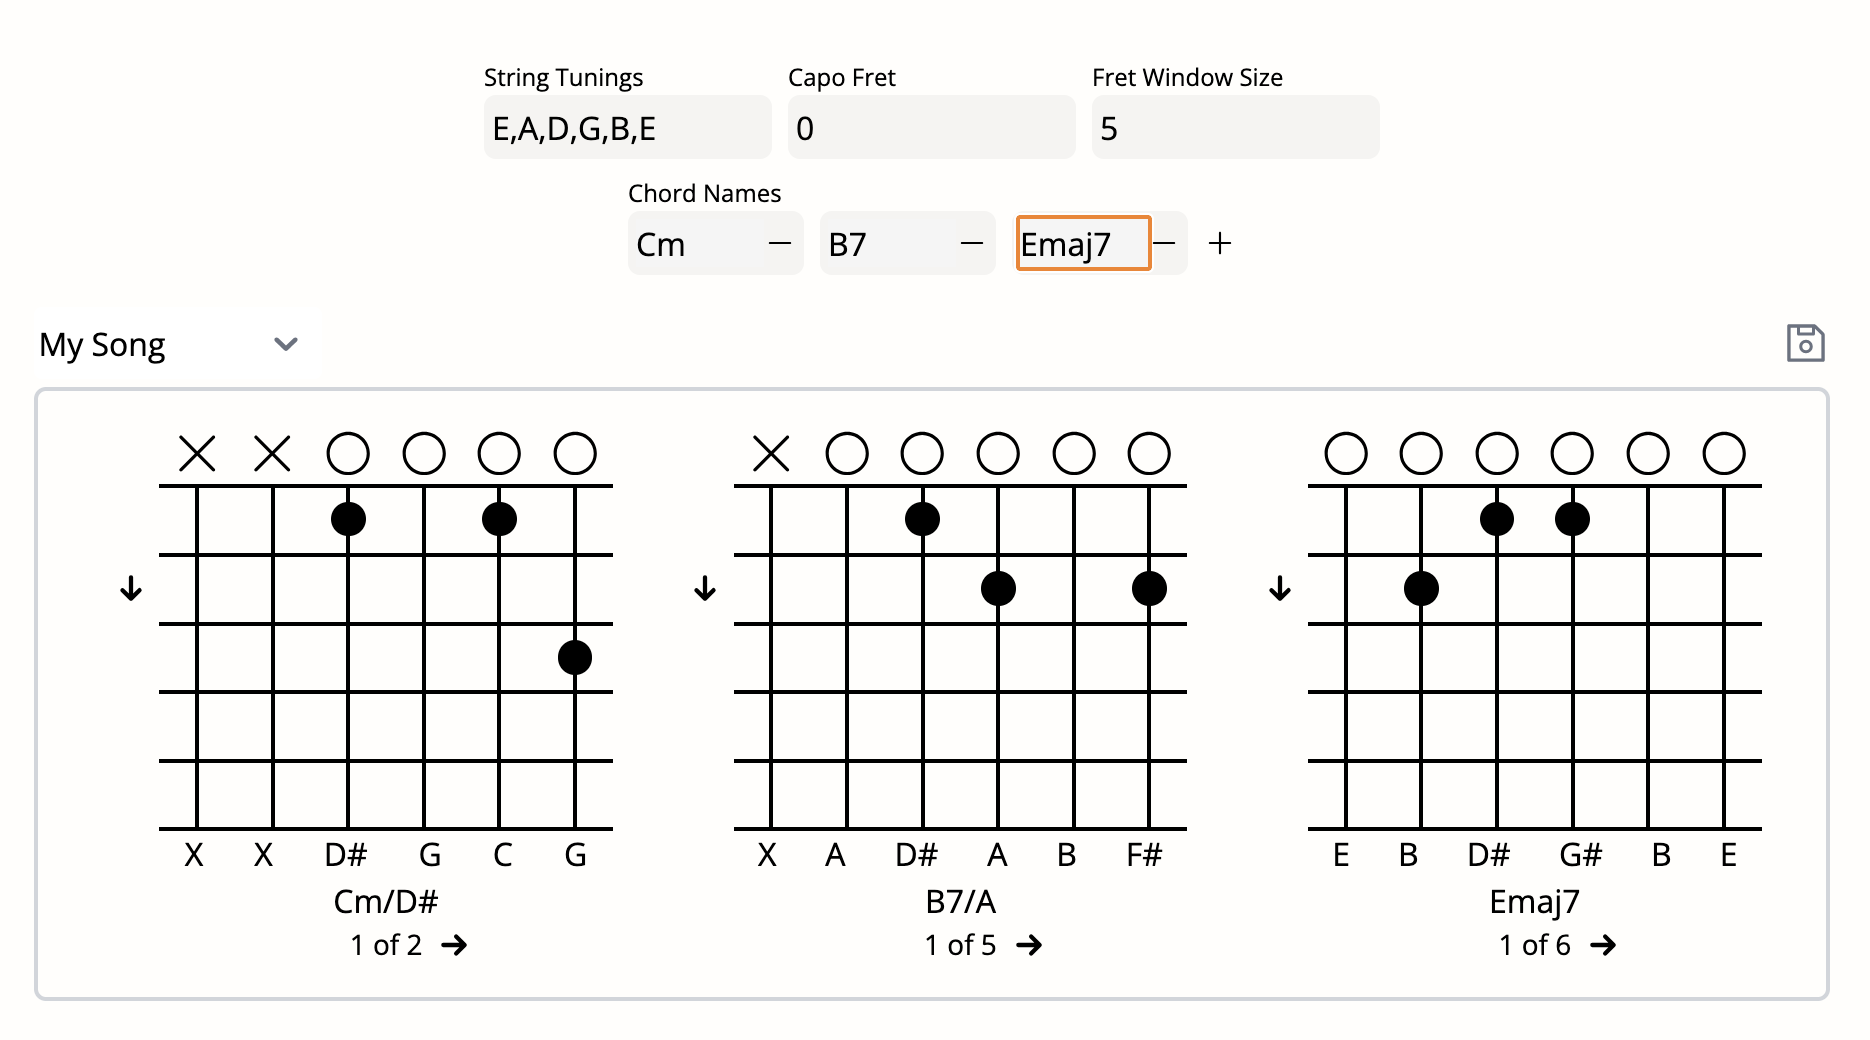 String Tunings Capo Fret Fret Window Size
E,A,D,G,B,E 0 5
Chord Names
Cm B7 Emaj7
My Song
X X D# G C G X A D# A B F# E B D# G# B E
Cm/D# B7/A Emaj7
1 of 2 1 of 5 1 of 6